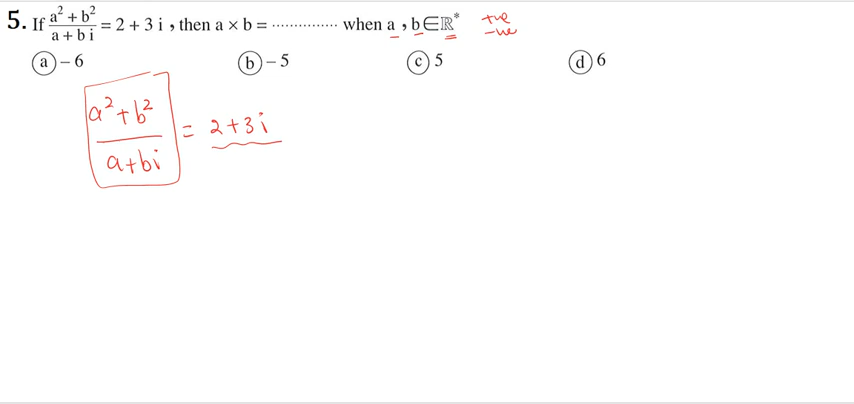 5. If a² + b² / a + b i = 2 + 3 i , then a × b = ·············· when a , b ∈ ℝ* +ve
-ve
(a) – 6 (b) – 5 (c) 5 (d) 6
a² + b² / a + bi = 2 + 3i